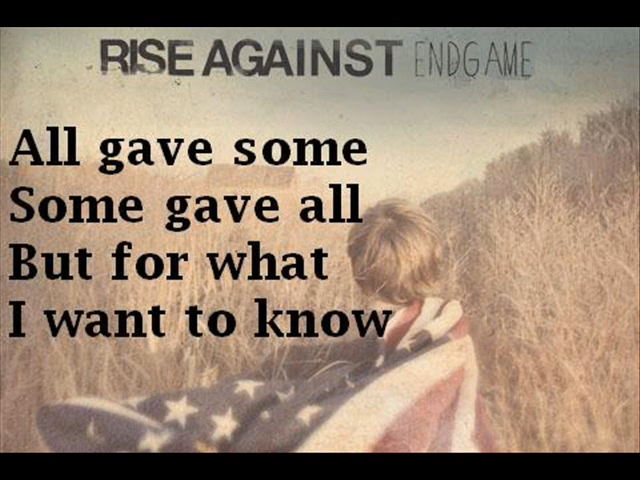 RISE AGAINST ENDGAME
All gave some
Some gave all
But for what
I want to know